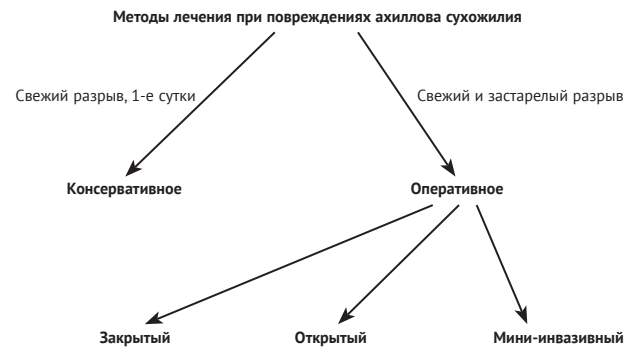 Методы лечения при повреждениях ахиллова сухожилия
Свежий разрыв, 1-е сутки
Свежий и застарелый разрыв
Консервативное
Оперативное
Закрытый
Открытый
Мини-инвазивный